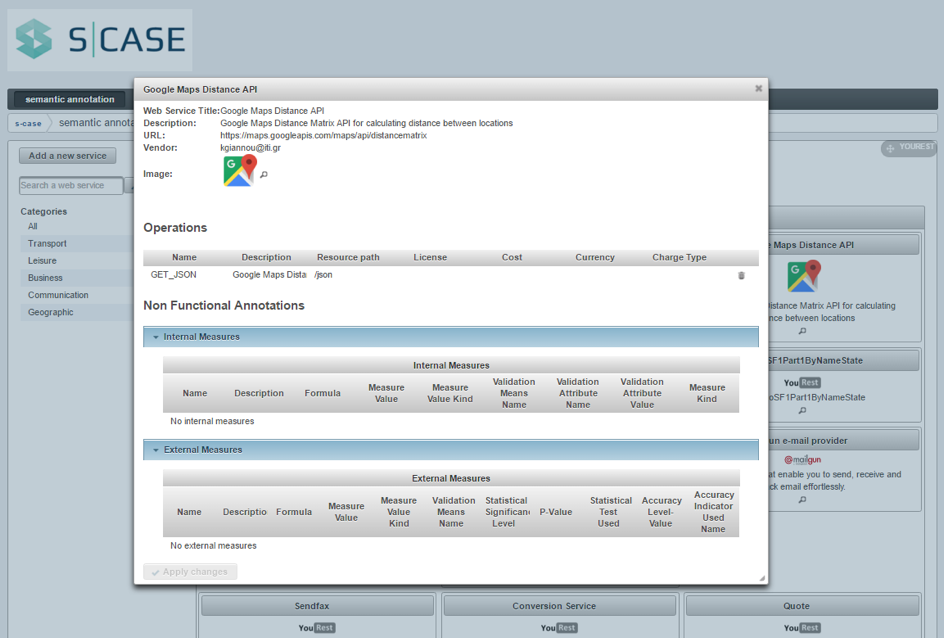 S|CASE
Google Maps Distance API
semantic annotation
Web Service Title: Google Maps Distance API
Description: Google Maps Distance Matrix API for calculating distance between locations
URL: https://maps.googleapis.com/maps/api/distancematrix
Vendor: kgiannou@iti.gr
Image:
G
s-case
semantic annota
YOUREST
Add a new service
Search a web service
Categories
All
Transport
Leisure
Business
Communication
Geographic
Operations
Name Description Resource path License Cost Currency Charge Type
GET_JSON Google Maps Dista /json
Non Functional Annotations
Internal Measures
Internal Measures
Name Description Formula Measure Value Measure Value Kind Validation Means Name Validation Attribute Name Validation Attribute Value Measure Kind
No internal measures
External Measures
External Measures
Name Descriptio Formula Measure Value Measure Value Kind Validation Means Name Statistical Significanc Level P-Value Statistical Test Used Accuracy Level-Value Accuracy Indicator Used Name
No external measures
Apply changes
e Maps Distance API
G
istance Matrix API for calculating
nce between locations
SF1Part1ByNameState
YouRest
oSF1Part1ByNameState
un e-mail provider
@mailgun
at enable you to send, receive and
ck email effortlessly.
Sendfax Conversion Service Quote
YouRest YouRest YouRest